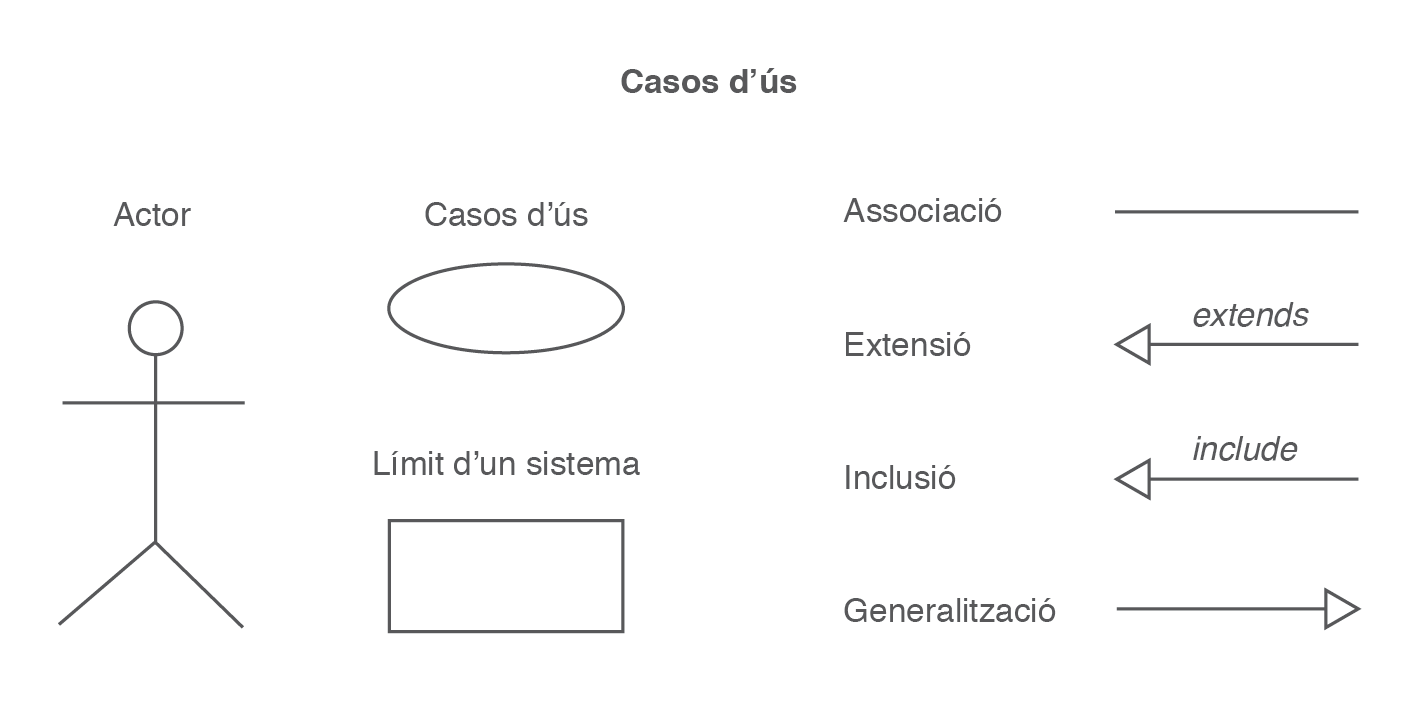 Casos d’ús
Actor
Casos d’ús
Límit d’un sistema
Associació
Extensió
extends
Inclusió
include
Generalització